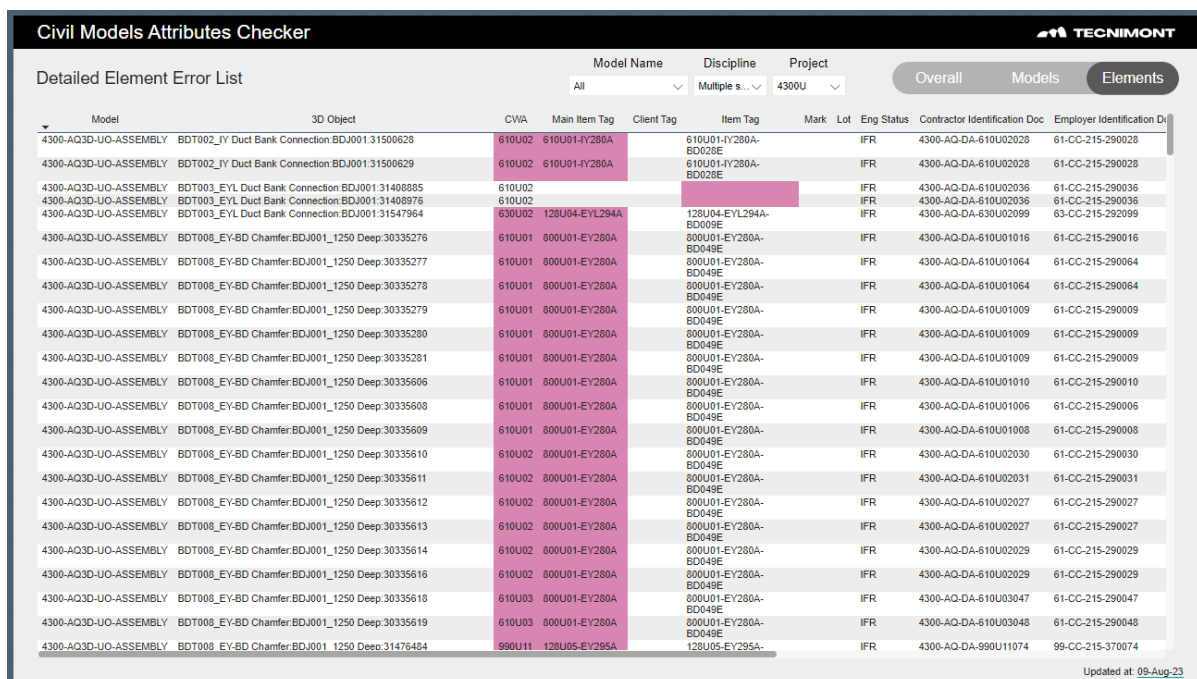 Civil Models Attributes Checker
TECNIMONT
Detailed Element Error List
Model Name Discipline Project
All Multiple s... 4300U
Overall Models Elements
Model 3D Object CWA Main Item Tag Client Tag Item Tag Mark Lot Eng Status Contractor Identification Doc Employer Identification Do
4300-AQ3D-UO-ASSEMBLY BDT002_IY Duct Bank Connection:BDJ001:31500628 610U02 610U01-IY280A 610U01-IY280A- IFR 4300-AQ-DA-610U02028 61-CC-215-290028
BD028E
4300-AQ3D-UO-ASSEMBLY BDT002_IY Duct Bank Connection:BDJ001:31500629 610U02 610U01-IY280A 610U01-IY280A- IFR 4300-AQ-DA-610U02028 61-CC-215-290028
BD028E
4300-AQ3D-UO-ASSEMBLY BDT003_EYL Duct Bank Connection:BDJ001:31408885 610U02 IFR 4300-AQ-DA-610U02036 61-CC-215-290036
4300-AQ3D-UO-ASSEMBLY BDT003_EYL Duct Bank Connection:BDJ001:31408976 610U02 IFR 4300-AQ-DA-610U02036 61-CC-215-290036
4300-AQ3D-UO-ASSEMBLY BDT003_EYL Duct Bank Connection:BDJ001:31547964 630U02 128U04-EYL294A 128U04-EYL294A- IFR 4300-AQ-DA-630U02099 63-CC-215-292099
BD009E
4300-AQ3D-UO-ASSEMBLY BDT008_EY-BD Chamfer:BDJ001_1250 Deep:30335276 610U01 800U01-EY280A 800U01-EY280A- IFR 4300-AQ-DA-610U01016 61-CC-215-290016
BD049E
4300-AQ3D-UO-ASSEMBLY BDT008_EY-BD Chamfer:BDJ001_1250 Deep:30335277 610U01 800U01-EY280A 800U01-EY280A- IFR 4300-AQ-DA-610U01064 61-CC-215-290064
BD049E
4300-AQ3D-UO-ASSEMBLY BDT008_EY-BD Chamfer:BDJ001_1250 Deep:30335278 610U01 800U01-EY280A 800U01-EY280A- IFR 4300-AQ-DA-610U01064 61-CC-215-290064
BD049E
4300-AQ3D-UO-ASSEMBLY BDT008_EY-BD Chamfer:BDJ001_1250 Deep:30335279 610U01 800U01-EY280A 800U01-EY280A- IFR 4300-AQ-DA-610U01009 61-CC-215-290009
BD049E
4300-AQ3D-UO-ASSEMBLY BDT008_EY-BD Chamfer:BDJ001_1250 Deep:30335280 610U01 800U01-EY280A 800U01-EY280A- IFR 4300-AQ-DA-610U01009 61-CC-215-290009
BD049E
4300-AQ3D-UO-ASSEMBLY BDT008_EY-BD Chamfer:BDJ001_1250 Deep:30335281 610U01 800U01-EY280A 800U01-EY280A- IFR 4300-AQ-DA-610U01009 61-CC-215-290009
BD049E
4300-AQ3D-UO-ASSEMBLY BDT008_EY-BD Chamfer:BDJ001_1250 Deep:30335606 610U01 800U01-EY280A 800U01-EY280A- IFR 4300-AQ-DA-610U01010 61-CC-215-290010
BD049E
4300-AQ3D-UO-ASSEMBLY BDT008_EY-BD Chamfer:BDJ001_1250 Deep:30335608 610U01 800U01-EY280A 800U01-EY280A- IFR 4300-AQ-DA-610U01006 61-CC-215-290006
BD049E
4300-AQ3D-UO-ASSEMBLY BDT008_EY-BD Chamfer:BDJ001_1250 Deep:30335609 610U01 800U01-EY280A 800U01-EY280A- IFR 4300-AQ-DA-610U01008 61-CC-215-290008
BD049E
4300-AQ3D-UO-ASSEMBLY BDT008_EY-BD Chamfer:BDJ001_1250 Deep:30335610 610U02 800U01-EY280A 800U01-EY280A- IFR 4300-AQ-DA-610U02030 61-CC-215-290030
BD049E
4300-AQ3D-UO-ASSEMBLY BDT008_EY-BD Chamfer:BDJ001_1250 Deep:30335611 610U02 800U01-EY280A 800U01-EY280A- IFR 4300-AQ-DA-610U02031 61-CC-215-290031
BD049E
4300-AQ3D-UO-ASSEMBLY BDT008_EY-BD Chamfer:BDJ001_1250 Deep:30335612 610U02 800U01-EY280A 800U01-EY280A- IFR 4300-AQ-DA-610U02027 61-CC-215-290027
BD049E
4300-AQ3D-UO-ASSEMBLY BDT008_EY-BD Chamfer:BDJ001_1250 Deep:30335613 610U02 800U01-EY280A 800U01-EY280A- IFR 4300-AQ-DA-610U02027 61-CC-215-290027
BD049E
4300-AQ3D-UO-ASSEMBLY BDT008_EY-BD Chamfer:BDJ001_1250 Deep:30335614 610U02 800U01-EY280A 800U01-EY280A- IFR 4300-AQ-DA-610U02029 61-CC-215-290029
BD049E
4300-AQ3D-UO-ASSEMBLY BDT008_EY-BD Chamfer:BDJ001_1250 Deep:30335616 610U02 800U01-EY280A 800U01-EY280A- IFR 4300-AQ-DA-610U02029 61-CC-215-290029
BD049E
4300-AQ3D-UO-ASSEMBLY BDT008_EY-BD Chamfer:BDJ001_1250 Deep:30335618 610U03 800U01-EY280A 800U01-EY280A- IFR 4300-AQ-DA-610U03047 61-CC-215-290047
BD049E
4300-AQ3D-UO-ASSEMBLY BDT008_EY-BD Chamfer:BDJ001_1250 Deep:30335619 610U03 800U01-EY280A 800U01-EY280A- IFR 4300-AQ-DA-610U03048 61-CC-215-290048
BD049E
4300-AQ3D-UO-ASSEMBLY BDT008_EY-BD Chamfer:BDJ001_1250 Deep:31476484 990U11 128U05-EY295A 128U05-EY295A- IFR 4300-AQ-DA-990U11074 99-CC-215-370074
Updated at: 09-Aug-23